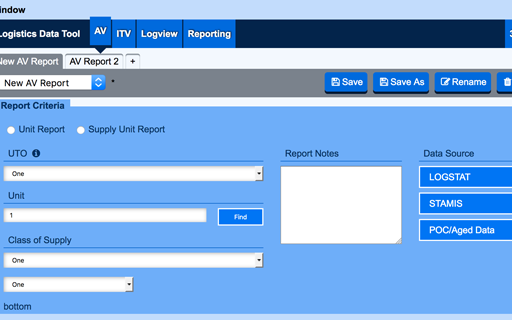 indow
Logistics Data Tool AV ITV Logview Reporting
New AV Report AV Report 2 +
New AV Report * Save Save As Rename
Report Criteria
Unit Report Supply Unit Report
UTO Report Notes Data Source
One LOGSTAT
Unit STAMIS
1 Find POC/Aged Data
Class of Supply
One
One
bottom